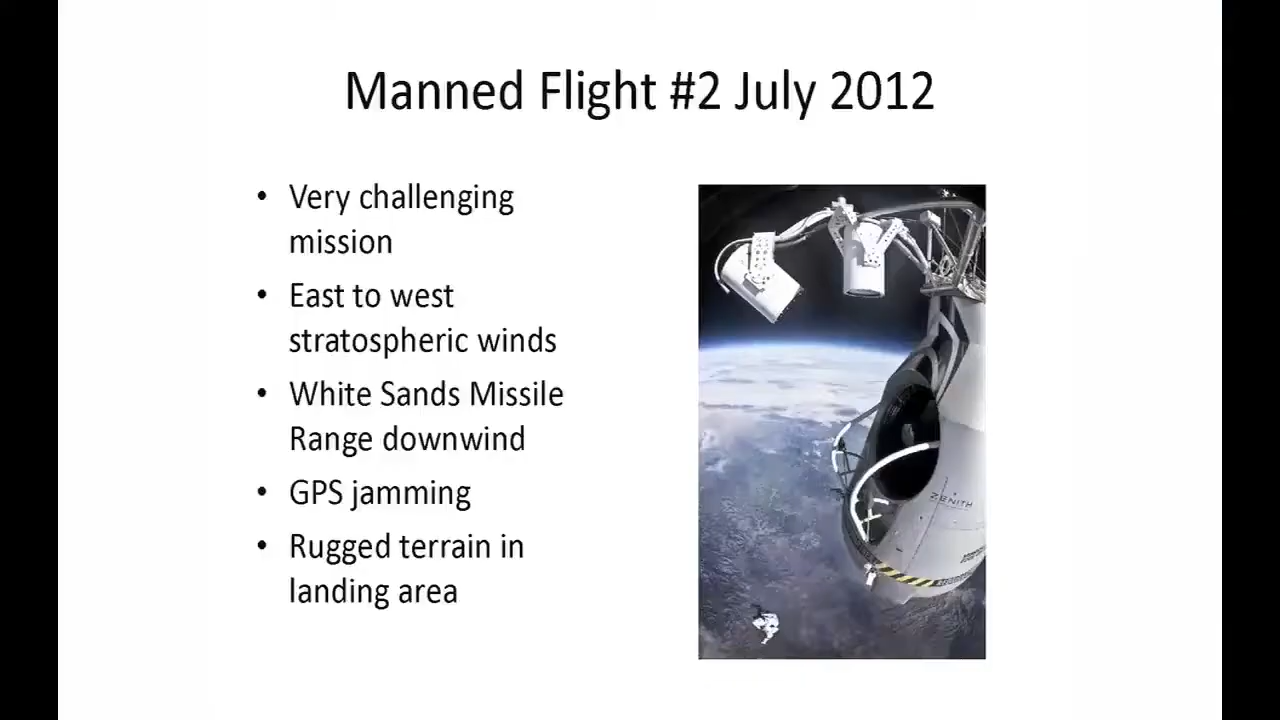 Manned Flight #2 July 2012
• Very challenging
mission
• East to west
stratospheric winds
• White Sands Missile
Range downwind
• GPS jamming
• Rugged terrain in
landing area
ZENITH